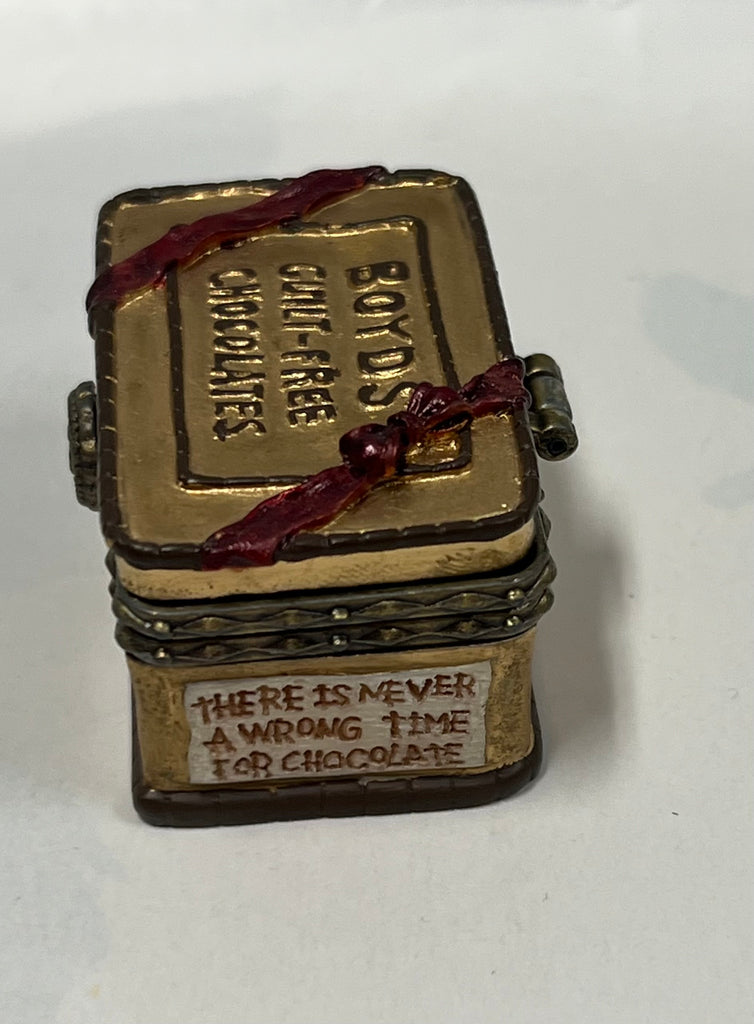 BOYDS
GUILT-FREE
CHOCOLATES
THERE IS NEVER
A WRONG TIME
FOR CHOCOLATE